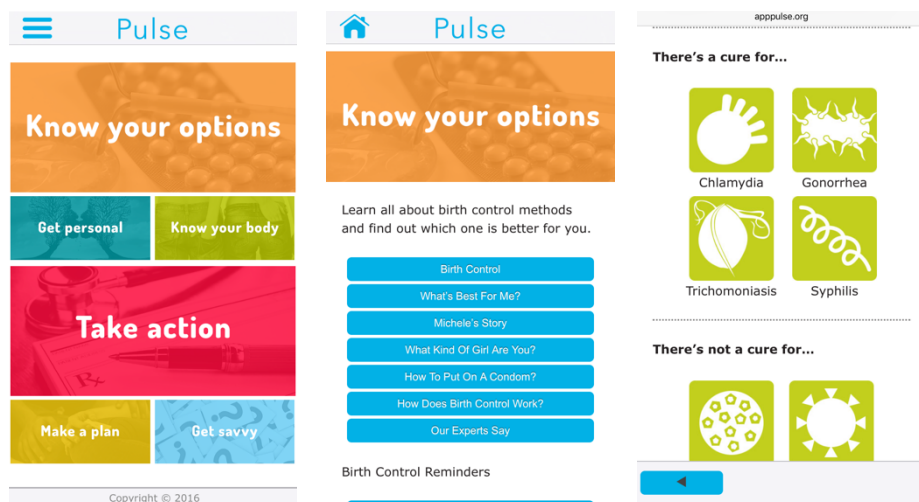 Pulse
Know your options
Get personal
Know your body
Take action
Rx
Make a plan
Get savvy
Copyright © 2016
Pulse
Know your options
Learn all about birth control methods
and find out which one is better for you.
Birth Control
What's Best For Me?
Michele's Story
What Kind Of Girl Are You?
How To Put On A Condom?
How Does Birth Control Work?
Our Experts Say
Birth Control Reminders
apppulse.org
There's a cure for...
Chlamydia
Gonorrhea
Trichomoniasis
Syphilis
There's not a cure for...